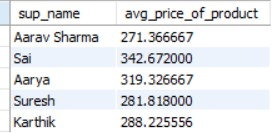 sup_name avg_price_of_product
Aarav Sharma 271.366667
Sai 342.672000
Aarya 319.326667
Suresh 281.818000
Karthik 288.225556